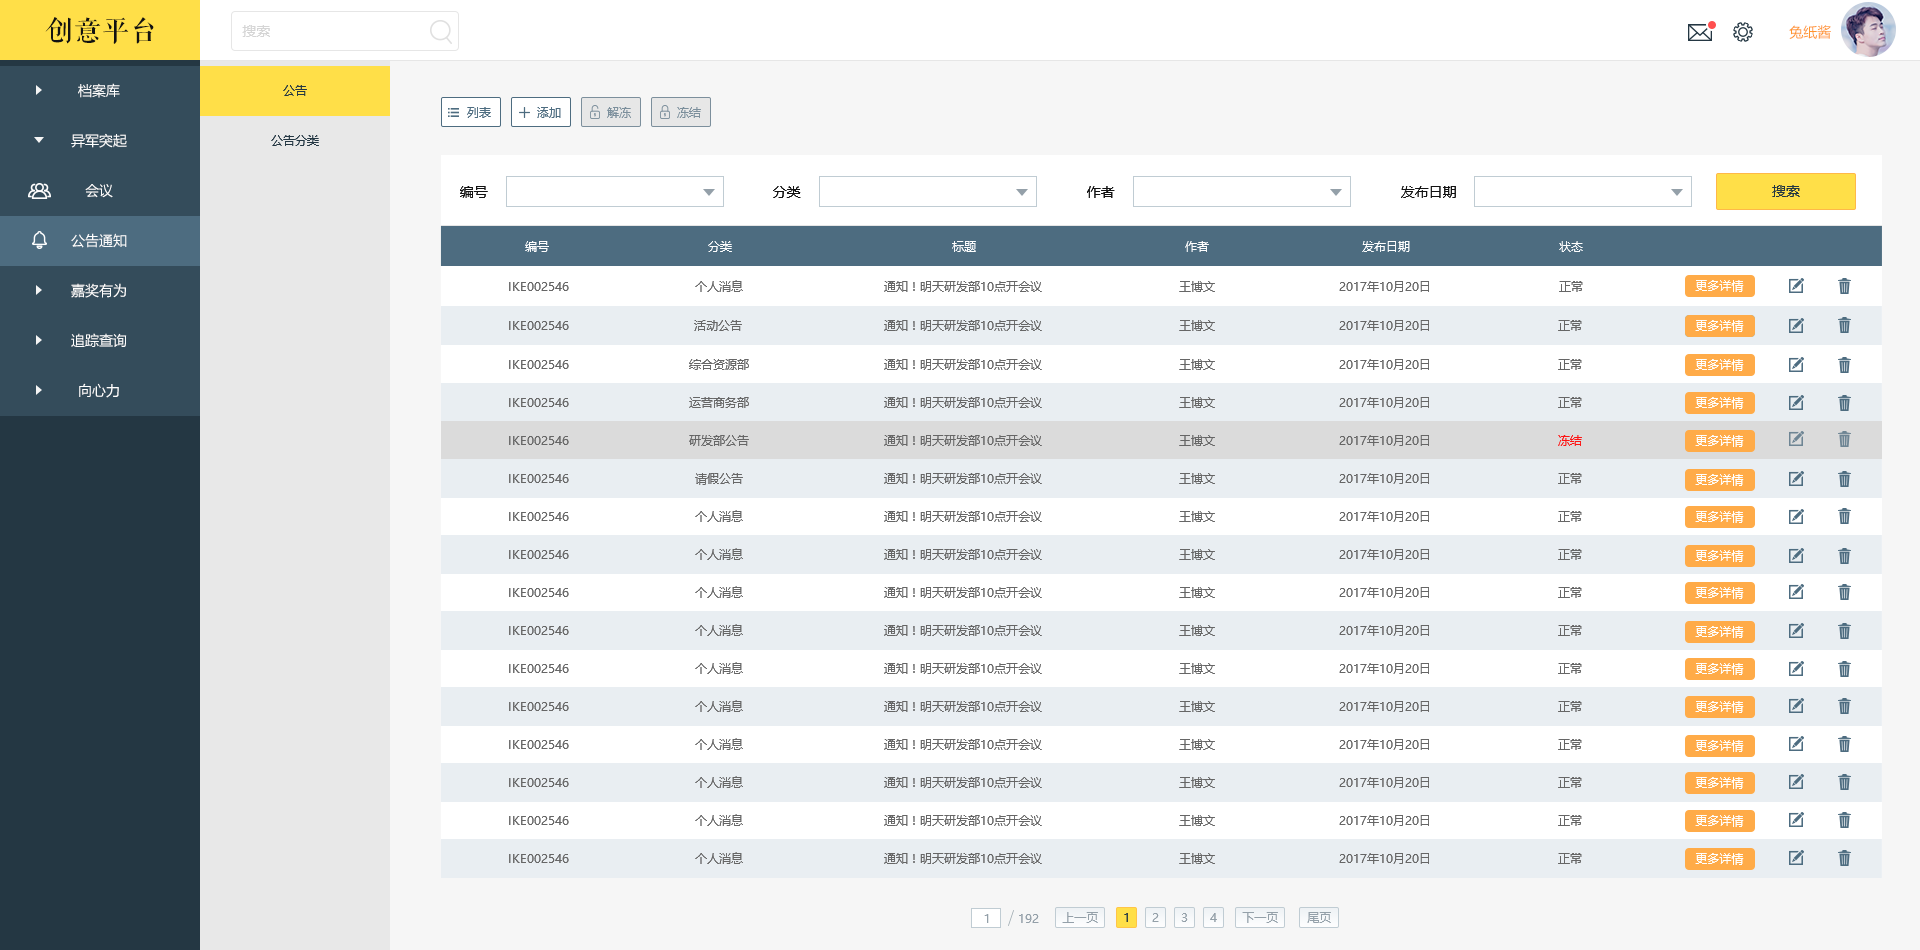 创意平台
搜索
兔纸酱
档案库
异军突起
会议
公告通知
嘉奖有为
追踪查询
向心力
公告
公告分类
列表 添加 解冻 冻结
编号 分类 作者 发布日期 搜索
编号 分类 标题 作者 发布日期 状态
IKE002546 个人消息 通知！明天研发部10点开会议 王博文 2017年10月20日 正常 更多详情
IKE002546 活动公告 通知！明天研发部10点开会议 王博文 2017年10月20日 正常 更多详情
IKE002546 综合资源部 通知！明天研发部10点开会议 王博文 2017年10月20日 正常 更多详情
IKE002546 运营商务部 通知！明天研发部10点开会议 王博文 2017年10月20日 正常 更多详情
IKE002546 研发部公告 通知！明天研发部10点开会议 王博文 2017年10月20日 冻结 更多详情
IKE002546 请假公告 通知！明天研发部10点开会议 王博文 2017年10月20日 正常 更多详情
IKE002546 个人消息 通知！明天研发部10点开会议 王博文 2017年10月20日 正常 更多详情
IKE002546 个人消息 通知！明天研发部10点开会议 王博文 2017年10月20日 正常 更多详情
IKE002546 个人消息 通知！明天研发部10点开会议 王博文 2017年10月20日 正常 更多详情
IKE002546 个人消息 通知！明天研发部10点开会议 王博文 2017年10月20日 正常 更多详情
IKE002546 个人消息 通知！明天研发部10点开会议 王博文 2017年10月20日 正常 更多详情
IKE002546 个人消息 通知！明天研发部10点开会议 王博文 2017年10月20日 正常 更多详情
IKE002546 个人消息 通知！明天研发部10点开会议 王博文 2017年10月20日 正常 更多详情
IKE002546 个人消息 通知！明天研发部10点开会议 王博文 2017年10月20日 正常 更多详情
IKE002546 个人消息 通知！明天研发部10点开会议 王博文 2017年10月20日 正常 更多详情
IKE002546 个人消息 通知！明天研发部10点开会议 王博文 2017年10月20日 正常 更多详情
1 / 192 上一页 1 2 3 4 下一页 尾页